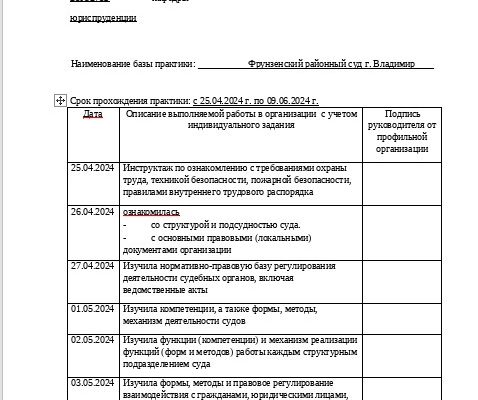 юриспруденции
Наименование базы практики: Фрунзенский районный суд г. Владимир
Срок прохождения практики: с 25.04.2024 г. по 09.06.2024 г.
Дата
Описание выполняемой работы в организации с учетом
индивидуального задания
Подпись
руководителя от
профильной
организации
25.04.2024
Инструктаж по ознакомлению с требованиями охраны
труда, техникой безопасности, пожарной безопасности,
правилами внутреннего трудового распорядка
26.04.2024
ознакомилась
- со структурой и подсудностью суда.
- с основными правовыми (локальными)
документами организации
27.04.2024
Изучила нормативно-правовую базу регулирования
деятельности судебных органов, включая
ведомственные акты
01.05.2024
Изучила компетенции, а также формы, методы,
механизм деятельности судов
02.05.2024
Изучила функции (компетенции) и механизм реализации
функций (форм и методов) работы каждым структурным
подразделением суда
03.05.2024
Изучила формы, методы и правовое регулирование
взаимодействия с гражданами, юридическими лицами,